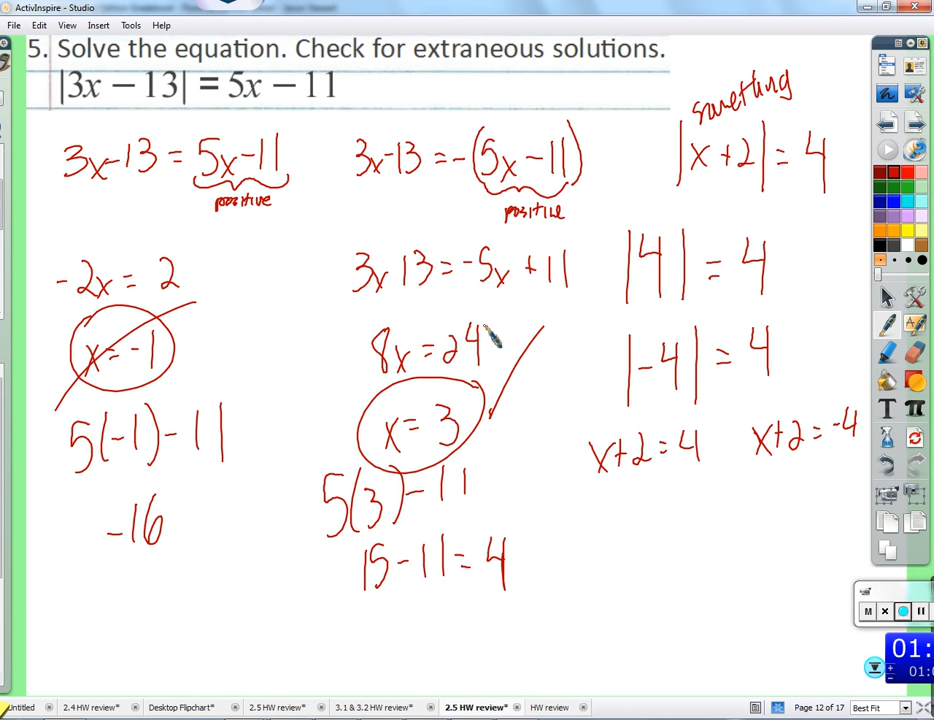 ActivInspire - Studio
File Edit View Insert Tools Help
5. Solve the equation. Check for extraneous solutions.
|3x − 13| = 5x − 11
something
3x-13 = 5x-11
positive
3x-13 = -(5x-11)
positive
|x+2| = 4
-2x = 2
3x 13 = -5x + 11
|4| = 4
x = -1
8x = 24
|-4| = 4
5(-1) - 11
x = 3
x+2 = 4
x+2 = -4
-16
5(3) - 11
15 - 11 = 4
M
01:
01:
ntitled
2.4 HW review*
Desktop Flipchart*
2.5 HW review*
3.1 & 3.2 HW review*
2.5 HW review*
HW review
Page 12 of 17
Best Fit